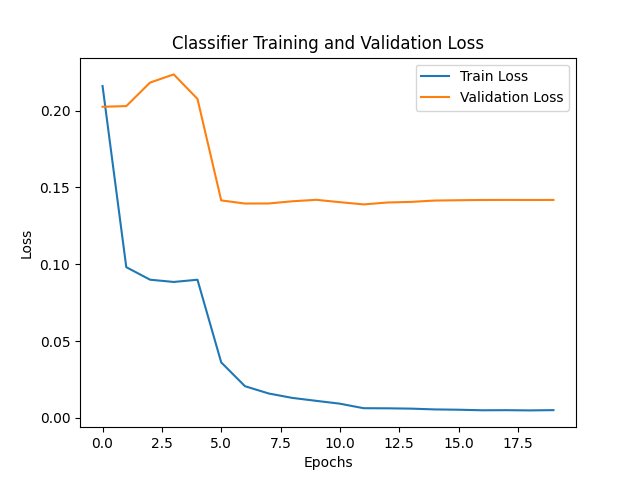 Classifier Training and Validation Loss
Train Loss
Validation Loss
Loss
0.20
0.15
0.10
0.05
0.00
0.0 2.5 5.0 7.5 10.0 12.5 15.0 17.5
Epochs